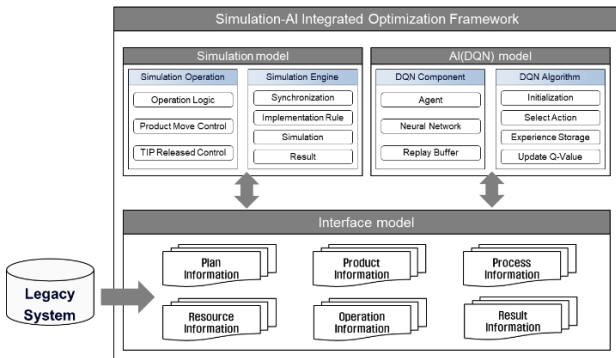 Simulation-AI Integrated Optimization Framework
Simulation model
Simulation Operation
Operation Logic
Product Move Control
TIP Released Control
Simulation Engine
Synchronization
Implementation Rule
Simulation
Result
AI(DQN) model
DQN Component
Agent
Neural Network
Replay Buffer
DQN Algorithm
Initialization
Select Action
Experience Storage
Update Q-Value
Interface model
Plan
Information
Product
Information
Process
Information
Resource
Information
Operation
Information
Result
Information
Legacy
System